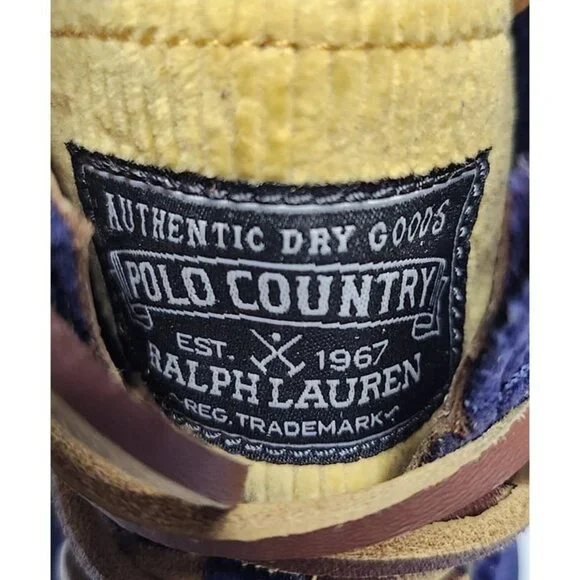 AUTHENTIC DRY GOODS
POLO COUNTRY
EST. 1967
RALPH LAUREN
REG. TRADEMARK